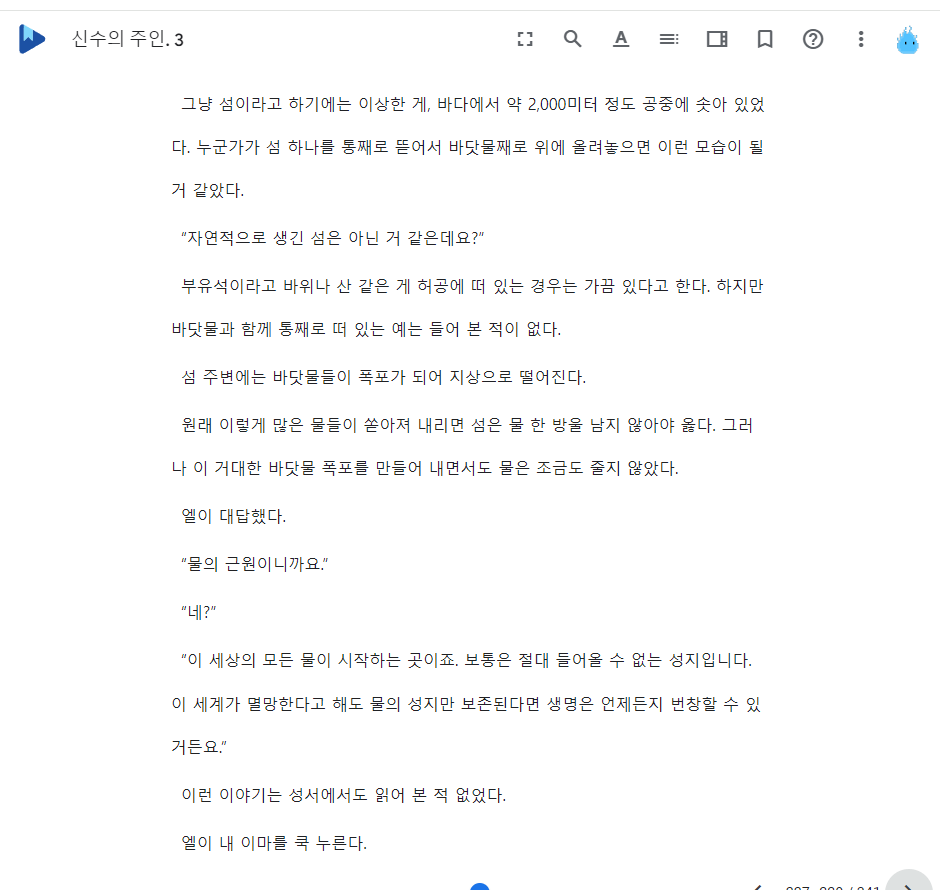 신수의 주인. 3
그냥 섬이라고 하기에는 이상한 게, 바다에서 약 2,000미터 정도 공중에 솟아 있었
다. 누군가가 섬 하나를 통째로 뜯어서 바닷물째로 위에 올려놓으면 이런 모습이 될
거 같았다.
“자연적으로 생긴 섬은 아닌 거 같은데요?”
부유석이라고 바위나 산 같은 게 허공에 떠 있는 경우는 가끔 있다고 한다. 하지만
바닷물과 함께 통째로 떠 있는 예는 들어 본 적이 없다.
섬 주변에는 바닷물들이 폭포가 되어 지상으로 떨어진다.
원래 이렇게 많은 물들이 쏟아져 내리면 섬은 물 한 방울 남지 않아야 옳다. 그러
나 이 거대한 바닷물 폭포를 만들어 내면서도 물은 조금도 줄지 않았다.
엘이 대답했다.
“물의 근원이니까요.”
“네?”
“이 세상의 모든 물이 시작하는 곳이죠. 보통은 절대 들어올 수 없는 성지입니다.
이 세계가 멸망한다고 해도 물의 성지만 보존된다면 생명은 언제든지 번창할 수 있
거든요.”
이런 이야기는 성서에서도 읽어 본 적 없었다.
엘이 내 이마를 쿡 누른다.